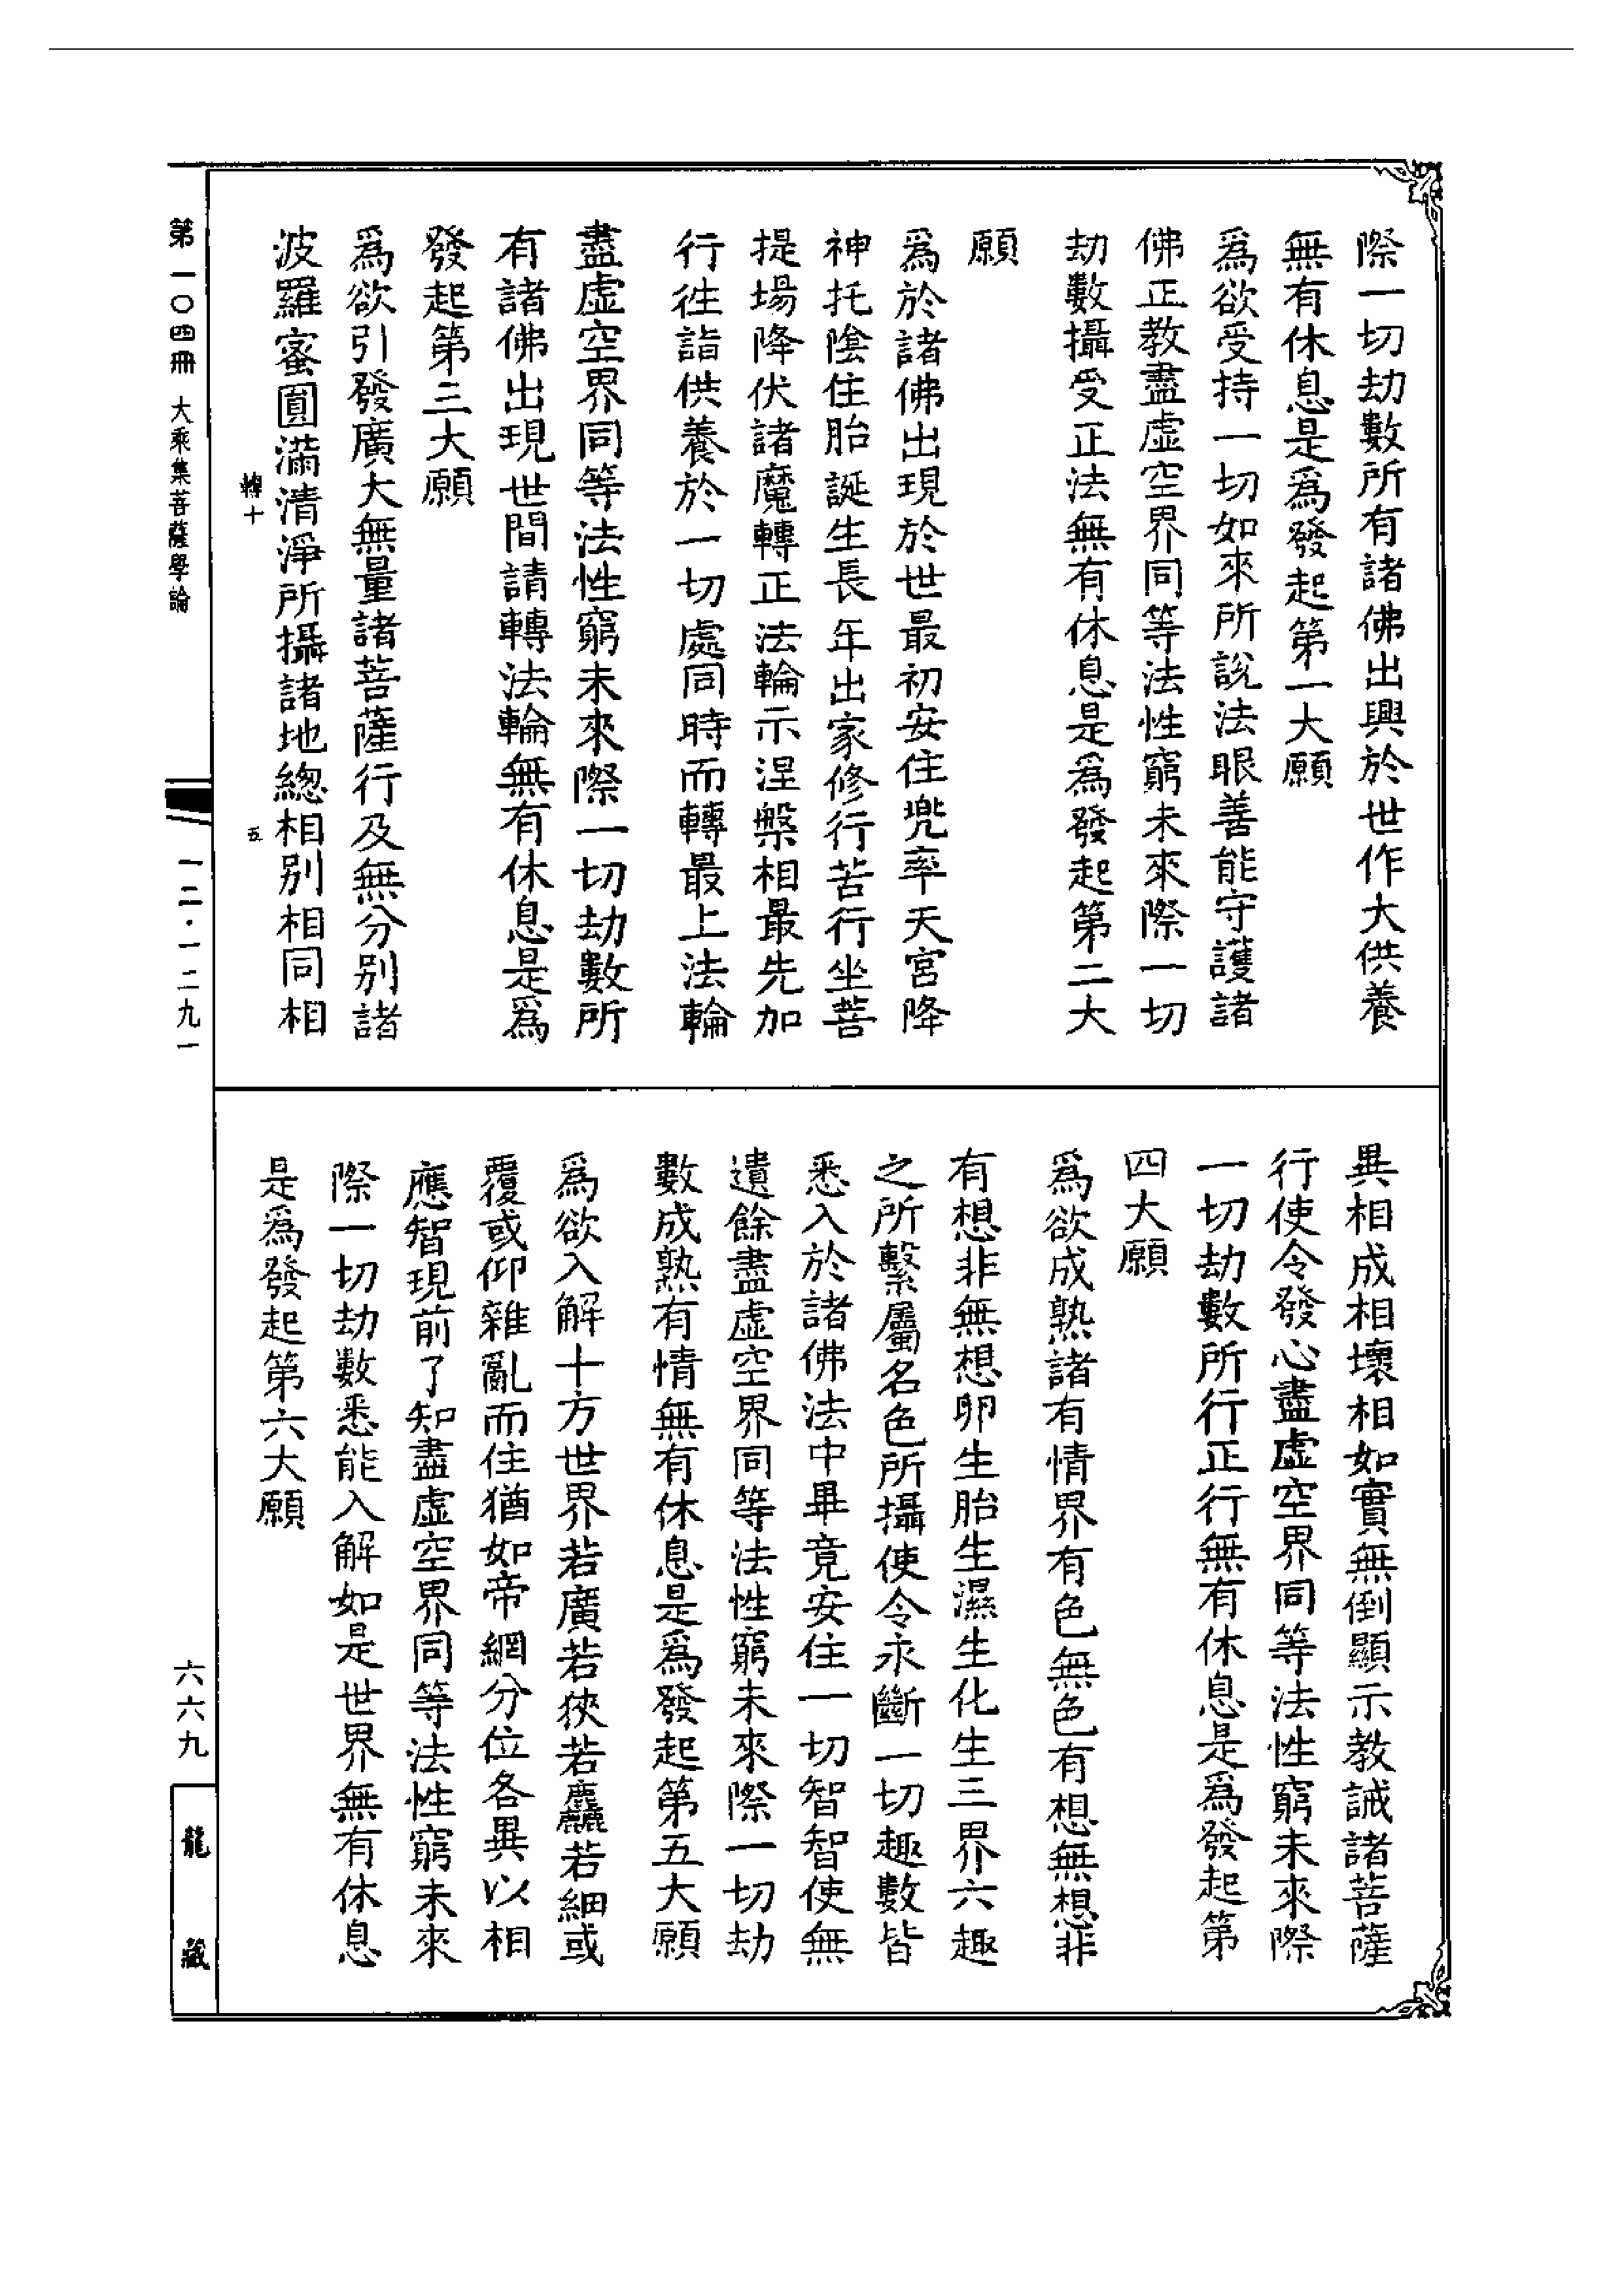 際一切劫數所有諸佛出興於世作大供養
無有休息是爲發起第一大願
爲欲受持一切如來所說法眼善能守護諸
佛正教盡虛空界同等法性窮未來際一切
劫數攝受正法無有休息是爲發起第二大
願
爲於諸佛出現於世最初安住兜率天宮降
神托陰住胎誕生長年出家修行苦行坐菩
提場降伏諸魔轉正法輪示涅槃相最先加
行徃詣供養於一切處同時而轉最上法輪
盡虛空界同等法性窮未來際一切劫數所
有諸佛出現世間請轉法輪無有休息是爲
發起第三大願
爲欲引發廣大無量諸菩薩行及無分別諸
波羅蜜圓滿清淨所攝諸地總相別相同相
轉十
五
異相成相壞相如實無倒顯示教誡諸菩薩
行使令發心盡虛空界同等法性窮未來際
一切劫數所行正行無有休息是爲發起第
四大願
爲欲成熟諸有情界有色無色有想無想非
有想非無想卵生胎生濕生化生三界六趣
之所繫屬名色所攝使令永斷一切趣數皆
悉入於諸佛法中畢竟安住一切智智使無
遺餘盡虛空界同等法性窮未來際一切劫
數成熟有情無有休息是爲發起第五大願
爲欲入解十方世界若廣若狹若麤若細或
覆或仰雜亂而住猶如帝網分位各異以相
應智現前了知盡虛空界同等法性窮未來
際一切劫數悉能入解如是世界無有休息
是爲發起第六大願
第一〇四冊 大乘集菩薩學論
一二·一二九一
六六九
龍藏